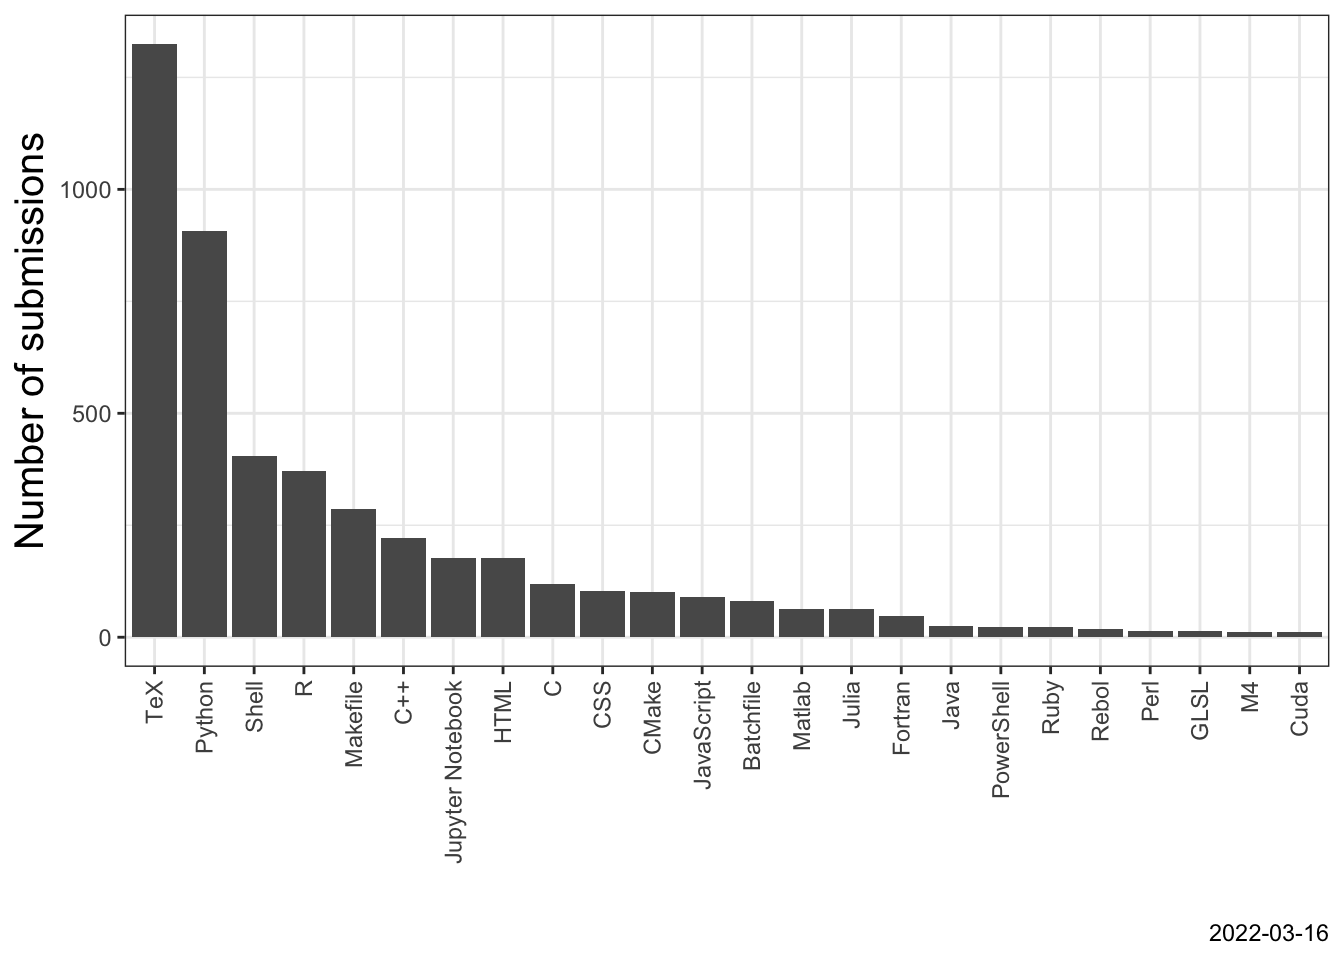 Number of submissions
1000
500
0
TeX
Python
Shell
R
Makefile
C++
Jupyter Notebook
HTML
C
CSS
CMake
JavaScript
Batchfile
Matlab
Julia
Fortran
Java
PowerShell
Ruby
Rebol
Perl
GLSL
M4
Cuda
2022-03-16